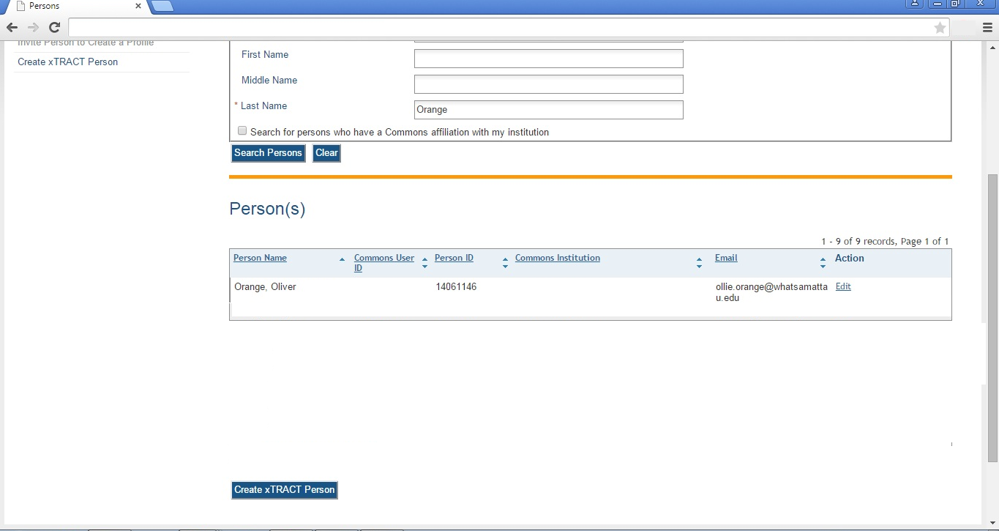 Persons
Invite Person to Create a Profile
Create xTRACT Person
First Name
Middle Name
* Last Name
Orange
Search for persons who have a Commons affiliation with my institution
Search Persons Clear
Person(s)
1 - 9 of 9 records, Page 1 of 1
Person Name Commons User ID Person ID Commons Institution Email Action
Orange, Oliver 14061146 ollie.orange@whatsamatta Edit
u.edu
Create xTRACT Person